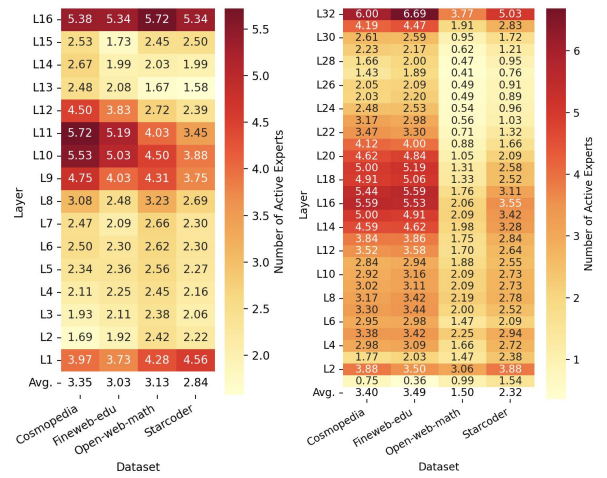 L16 5.38 5.34 5.72 5.34
L15 2.53 1.73 2.45 2.50
L14 2.67 1.99 2.03 1.99
L13 2.48 2.08 1.67 1.58
L12 4.50 3.83 2.72 2.39
L11 5.72 5.19 4.03 3.45
L10 5.53 5.03 4.50 3.88
L9 4.75 4.03 4.31 3.75
L8 3.08 2.48 3.23 2.69
L7 2.47 2.09 2.66 2.30
L6 2.50 2.30 2.62 2.30
L5 2.34 2.36 2.56 2.27
L4 2.11 2.25 2.45 2.16
L3 1.93 2.11 2.38 2.06
L2 1.69 1.92 2.42 2.22
L1 3.97 3.73 4.28 4.56
Avg. 3.35 3.03 3.13 2.84
Layer
Cosmopedia
Fineweb-edu
Open-web-math
Starcoder
Dataset
5.5
5.0
4.5
4.0
3.5
3.0
2.5
2.0
Number of Active Experts
L32 6.00 6.69 3.77 5.03
4.19 4.47 1.91 2.83
L30 2.61 2.59 0.95 1.72
2.23 2.17 0.62 1.21
L28 1.66 2.00 0.47 0.95
1.43 1.89 0.41 0.76
L26 2.05 2.09 0.49 0.91
2.03 2.20 0.49 0.89
L24 2.48 2.53 0.54 0.96
3.17 2.98 0.56 1.03
L22 3.47 3.30 0.71 1.32
4.12 4.00 0.88 1.66
L20 4.62 4.84 1.05 2.09
5.00 5.19 1.31 2.58
L18 4.91 5.06 1.33 2.52
5.44 5.59 1.76 3.11
L16 5.59 5.53 2.06 3.55
5.00 4.91 2.09 3.42
L14 4.59 4.62 1.98 3.28
3.84 3.86 1.75 2.84
L12 3.52 3.58 1.70 2.64
2.84 2.94 1.88 2.55
L10 2.92 3.16 2.09 2.73
3.02 3.11 2.09 2.73
L8 3.17 3.42 2.19 2.78
3.30 3.44 2.00 2.52
L6 2.95 2.98 1.47 2.09
3.38 3.42 2.25 2.94
L4 2.98 3.09 1.66 2.72
1.77 2.03 1.47 2.38
L2 3.88 3.50 3.06 3.88
0.75 0.36 0.99 1.54
Avg. 3.40 3.49 1.50 2.32
Layer
Cosmopedia
Fineweb-edu
Open-web-math
Starcoder
Dataset
6
5
4
3
2
1
Number of Active Experts